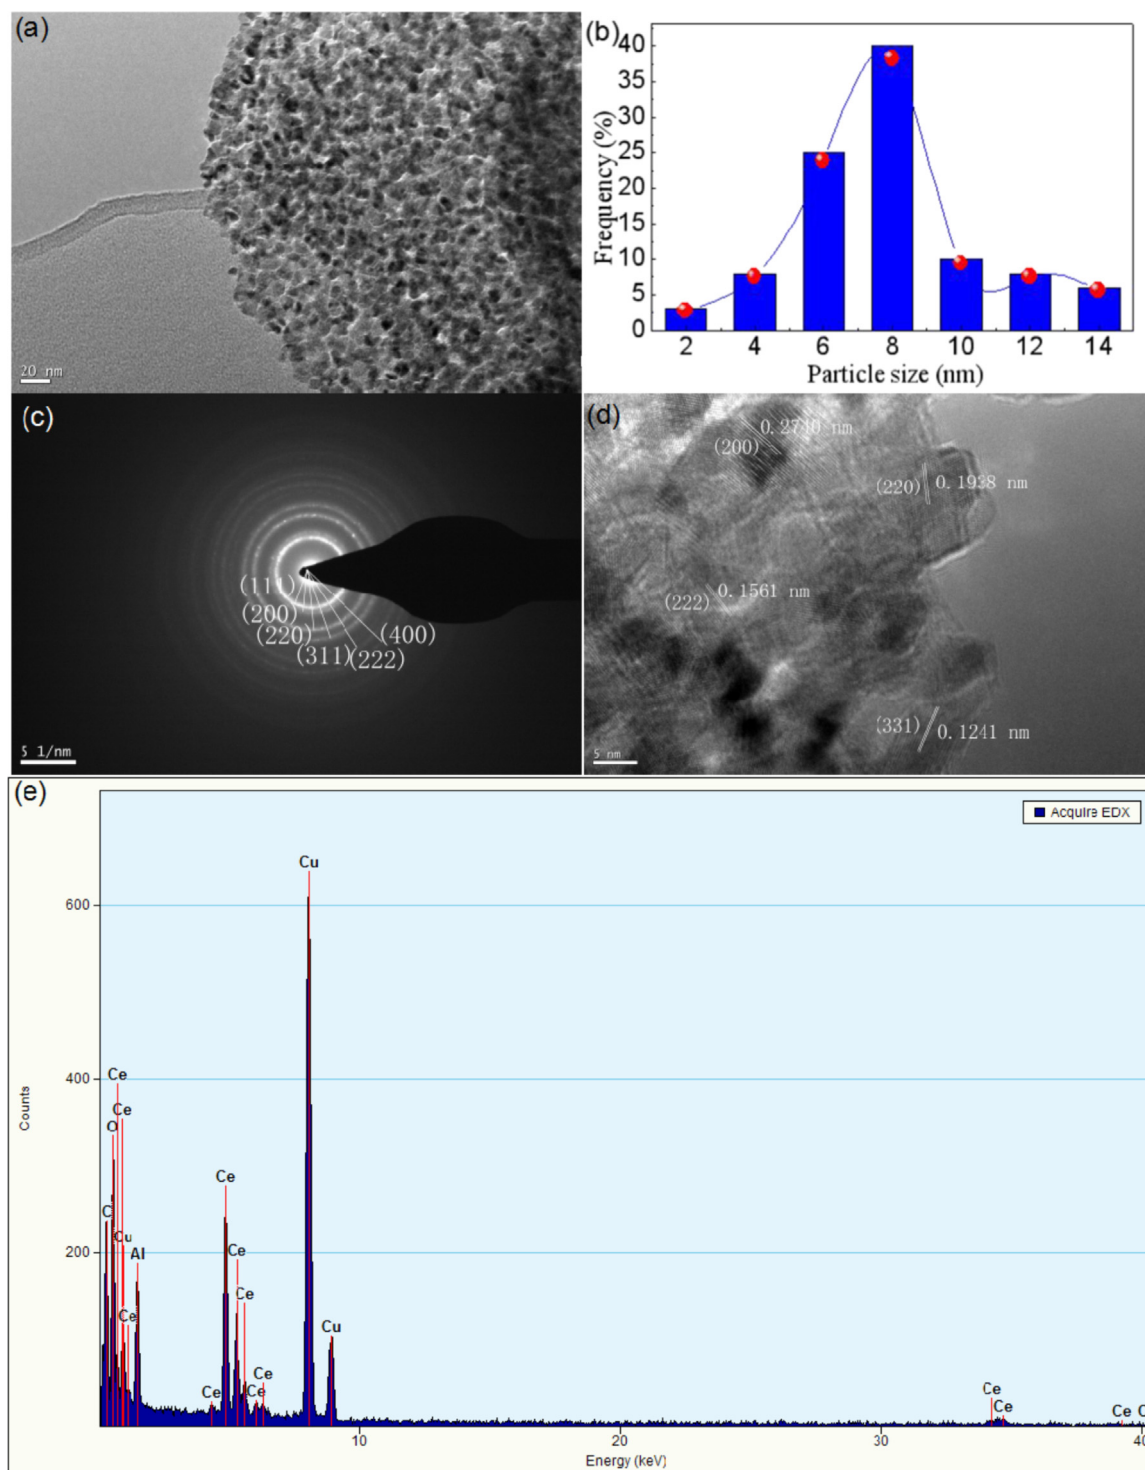 (a)
20 nm
(b)
Frequency (%)
40
35
30
25
20
15
10
5
0
2 4 6 8 10 12 14
Particle size (nm)
(c)
(111)
(200)
(220)
(311)
(222)
(400)
5 1/nm
(d)
0.2740 nm
(200)
(220) 0.1938 nm
(222) 0.1561 nm
(331) 0.1241 nm
5 nm
(e)
Acquire EDX
Counts
600
400
200
Cu
Ce
Ce
O
C
Cu
Al
Ce
Ce
Ce
Ce
Ce
Ce
Ce
Cu
Ce
Ce
Ce
10 20 30 40
Energy (keV)